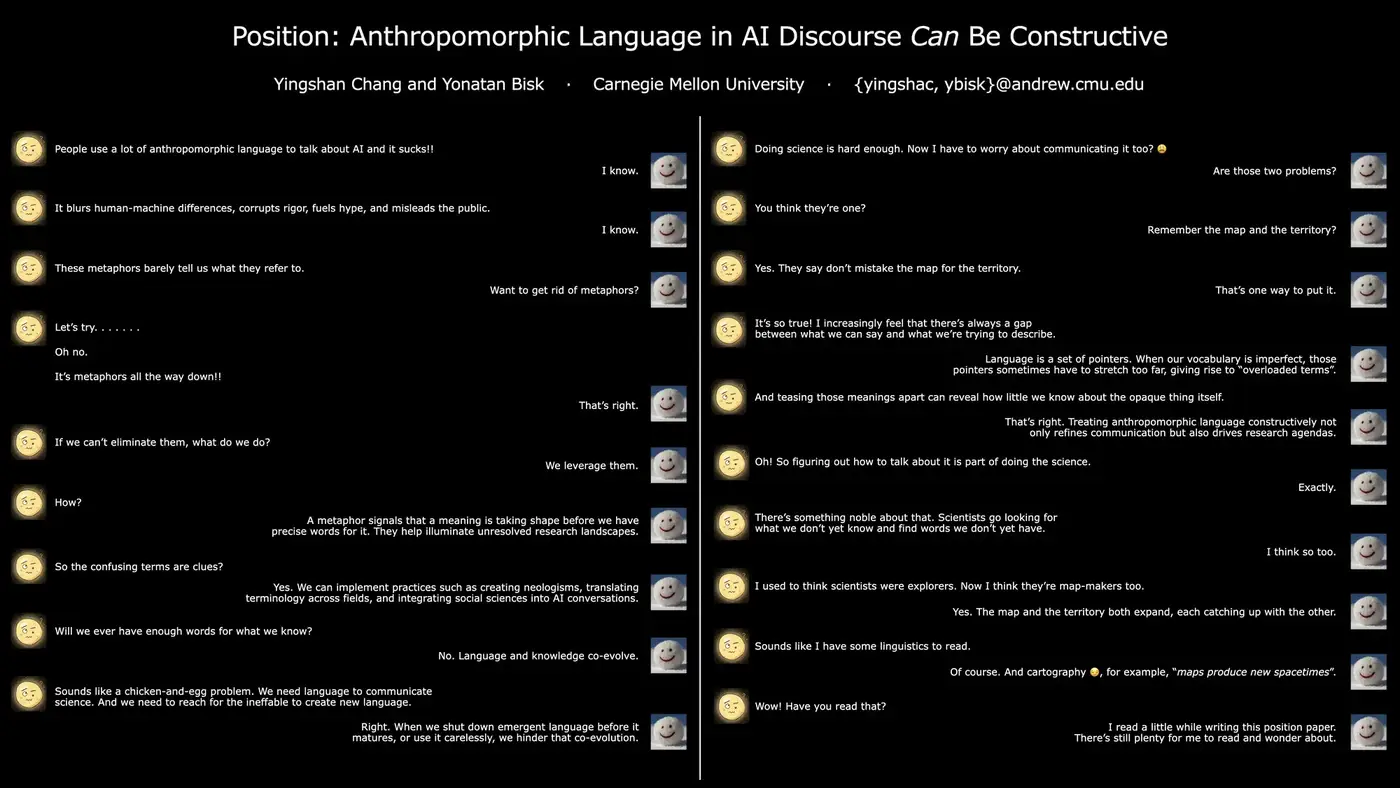 Position: Anthropomorphic Language in AI Discourse Can Be Constructive
Yingshan Chang and Yonatan Bisk · Carnegie Mellon University · {yingshac, ybisk}@andrew.cmu.edu
People use a lot of anthropomorphic language to talk about AI and it sucks!!
I know.
It blurs human-machine differences, corrupts rigor, fuels hype, and misleads the public.
I know.
These metaphors barely tell us what they refer to.
Want to get rid of metaphors?
Let's try. . . . . . .
Oh no.
It's metaphors all the way down!!
That's right.
If we can't eliminate them, what do we do?
We leverage them.
How?
A metaphor signals that a meaning is taking shape before we have
precise words for it. They help illuminate unresolved research landscapes.
So the confusing terms are clues?
Yes. We can implement practices such as creating neologisms, translating
terminology across fields, and integrating social sciences into AI conversations.
Will we ever have enough words for what we know?
No. Language and knowledge co-evolve.
Sounds like a chicken-and-egg problem. We need language to communicate
science. And we need to reach for the ineffable to create new language.
Right. When we shut down emergent language before it
matures, or use it carelessly, we hinder that co-evolution.
Doing science is hard enough. Now I have to worry about communicating it too? 😩
Are those two problems?
You think they're one?
Remember the map and the territory?
Yes. They say don't mistake the map for the territory.
That's one way to put it.
It's so true! I increasingly feel that there's always a gap
between what we can say and what we're trying to describe.
Language is a set of pointers. When our vocabulary is imperfect, those
pointers sometimes have to stretch too far, giving rise to "overloaded terms".
And teasing those meanings apart can reveal how little we know about the opaque thing itself.
That's right. Treating anthropomorphic language constructively not
only refines communication but also drives research agendas.
Oh! So figuring out how to talk about it is part of doing the science.
Exactly.
There's something noble about that. Scientists go looking for
what we don't yet know and find words we don't yet have.
I think so too.
I used to think scientists were explorers. Now I think they're map-makers too.
Yes. The map and the territory both expand, each catching up with the other.
Sounds like I have some linguistics to read.
Of course. And cartography 😏, for example, "maps produce new spacetimes".
Wow! Have you read that?
I read a little while writing this position paper.
There's still plenty for me to read and wonder about.